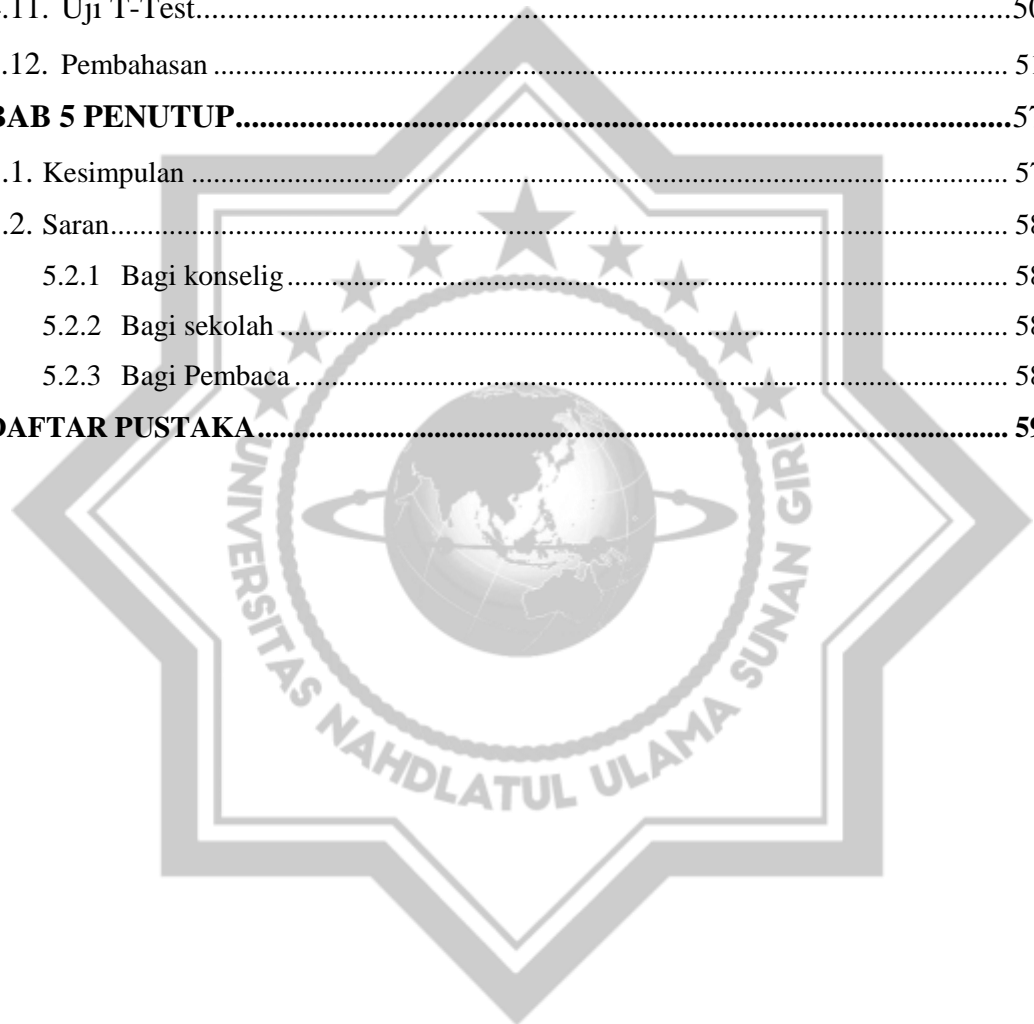 .11. Uji T-Test
.12. Pembahasan
BAB 5 PENUTUP
.1. Kesimpulan
.2. Saran
5.2.1 Bagi konselig
5.2.2 Bagi sekolah
5.2.3 Bagi Pembaca
DAFTAR PUSTAKA
UNIVERSITAS NAHDLATUL ULAMA SUNAN GIRI